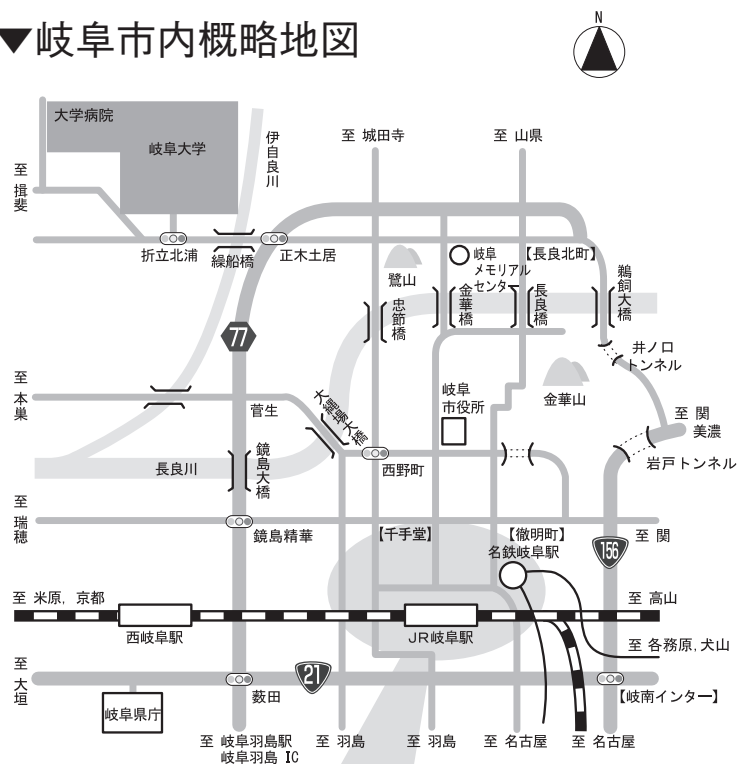 ▼岐阜市内概略地図
N
大学病院
岐阜大学
伊自良川
至 城田寺
至 山県
至 揖斐
折立北浦
繰船橋
正木土居
鷺山
岐阜
メモリアル
センター
【長良北町】
忠節橋
金華橋
長良橋
鵜飼大橋
77
井ノ口
トンネル
至 本巣
菅生
大縄場大橋
岐阜
市役所
金華山
至 関
美濃
長良川
鏡島大橋
西野町
岩戸トンネル
至 瑞穂
鏡島精華
【千手堂】
【徹明町】
名鉄岐阜駅
156
至 関
至 米原，京都
至 高山
西岐阜駅
JR岐阜駅
至 各務原，犬山
至 大垣
21
岐阜県庁
薮田
【岐南インター】
至 岐阜羽島駅
岐阜羽島 IC
至 羽島
至 羽島
至 名古屋
至 名古屋